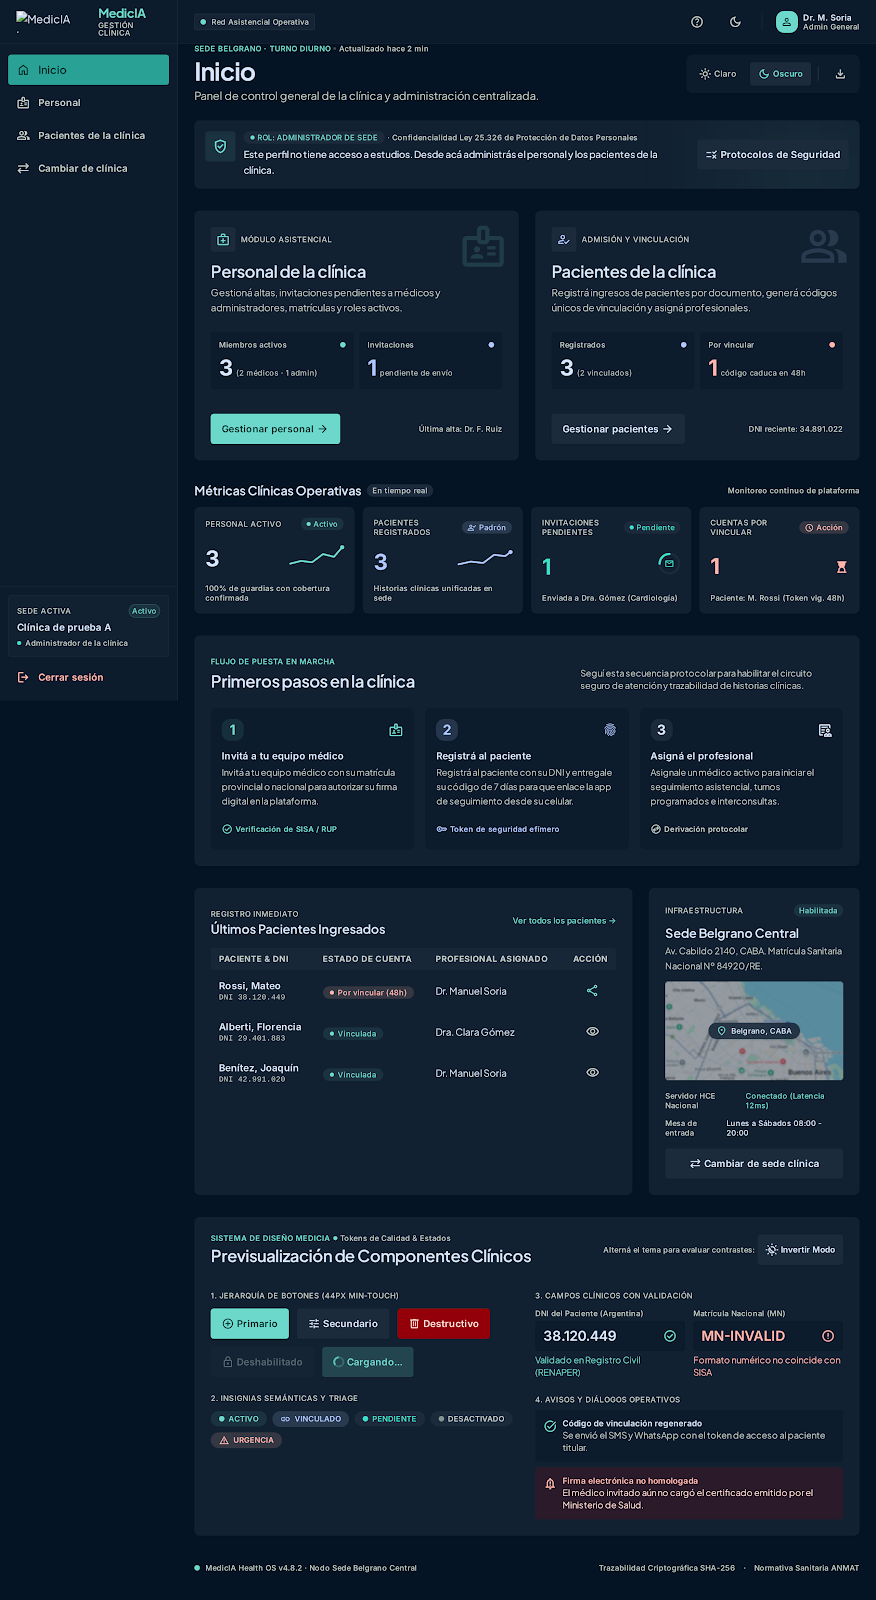 MedicIA
MedicIA
GESTIÓN
CLÍNICA
Red Asistencial Operativa
Dr. M. Soria
Admin General
Inicio
Personal
Pacientes de la clínica
Cambiar de clínica
SEDE ACTIVA
Activo
Clínica de prueba A
Administrador de la clínica
Cerrar sesión
SEDE BELGRANO · TURNO DIURNO · Actualizado hace 2 min
Inicio
Panel de control general de la clínica y administración centralizada.
Claro
Oscuro
ROL: ADMINISTRADOR DE SEDE · Confidencialidad Ley 25.326 de Protección de Datos Personales
Este perfil no tiene acceso a estudios. Desde acá administrás el personal y los pacientes de la
clínica.
Protocolos de Seguridad
MÓDULO ASISTENCIAL
Personal de la clínica
Gestioná altas, invitaciones pendientes a médicos y
administradores, matrículas y roles activos.
Miembros activos
3 (2 médicos · 1 admin)
Invitaciones
1 pendiente de envío
Gestionar personal →
Última alta: Dr. F. Ruiz
ADMISIÓN Y VINCULACIÓN
Pacientes de la clínica
Registrá ingresos de pacientes por documento, generá códigos
únicos de vinculación y asigná profesionales.
Registrados
3 (2 vinculados)
Por vincular
1 código caduca en 48h
Gestionar pacientes →
DNI reciente: 34.891.022
Métricas Clínicas Operativas
En tiempo real
Monitoreo continuo de plataforma
PERSONAL ACTIVO
Activo
3
100% de guardias con cobertura
confirmada
PACIENTES
REGISTRADOS
Padrón
3
Historias clínicas unificadas en
sede
INVITACIONES
PENDIENTES
Pendiente
1
Enviada a Dra. Gómez (Cardiología)
CUENTAS POR
VINCULAR
Acción
1
Paciente: M. Rossi (Token vig. 48h)
FLUJO DE PUESTA EN MARCHA
Primeros pasos en la clínica
Seguí esta secuencia protocolar para habilitar el circuito
seguro de atención y trazabilidad de historias clínicas.
1
Invitá a tu equipo médico
Invitá a tu equipo médico con su matrícula
provincial o nacional para autorizar su firma
digital en la plataforma.
Verificación de SISA / RUP
2
Registrá al paciente
Registrá al paciente con su DNI y entregale
su código de 7 días para que enlace la app
de seguimiento desde su celular.
Token de seguridad efímero
3
Asigná el profesional
Asignale un médico activo para iniciar el
seguimiento asistencial, turnos
programados e interconsultas.
Derivación protocolar
REGISTRO INMEDIATO
Últimos Pacientes Ingresados
Ver todos los pacientes →
PACIENTE & DNI ESTADO DE CUENTA PROFESIONAL ASIGNADO ACCIÓN
Rossi, Mateo
DNI 38.120.449
Por vincular (48h)
Dr. Manuel Soria
Alberti, Florencia
DNI 29.401.883
Vinculada
Dra. Clara Gómez
Benítez, Joaquín
DNI 42.991.020
Vinculada
Dr. Manuel Soria
INFRAESTRUCTURA
Habilitada
Sede Belgrano Central
Av. Cabildo 2140, CABA. Matrícula Sanitaria
Nacional Nº 84920/RE.
Belgrano, CABA
Buenos Aires
Servidor HCE
Nacional
Conectado (Latencia
12ms)
Mesa de
entrada
Lunes a Sábados 08:00 -
20:00
Cambiar de sede clínica
SISTEMA DE DISEÑO MEDICIA Tokens de Calidad & Estados
Previsualización de Componentes Clínicos
Alterná el tema para evaluar contrastes:
Invertir Modo
1. JERARQUÍA DE BOTONES (44PX MIN-TOUCH)
Primario
Secundario
Destructivo
Deshabilitado
Cargando...
2. INSIGNIAS SEMÁNTICAS Y TRIAGE
ACTIVO
VINCULADO
PENDIENTE
DESACTIVADO
URGENCIA
3. CAMPOS CLÍNICOS CON VALIDACIÓN
DNI del Paciente (Argentina)
38.120.449
Validado en Registro Civil
(RENAPER)
Matrícula Nacional (MN)
MN-INVALID
Formato numérico no coincide con
SISA
4. AVISOS Y DIÁLOGOS OPERATIVOS
Código de vinculación regenerado
Se envió el SMS y WhatsApp con el token de acceso al paciente
titular.
Firma electrónica no homologada
El médico invitado aún no cargó el certificado emitido por el
Ministerio de Salud.
MedicIA Health OS v4.8.2 · Nodo Sede Belgrano Central
Trazabilidad Criptográfica SHA-256 · Normativa Sanitaria ANMAT